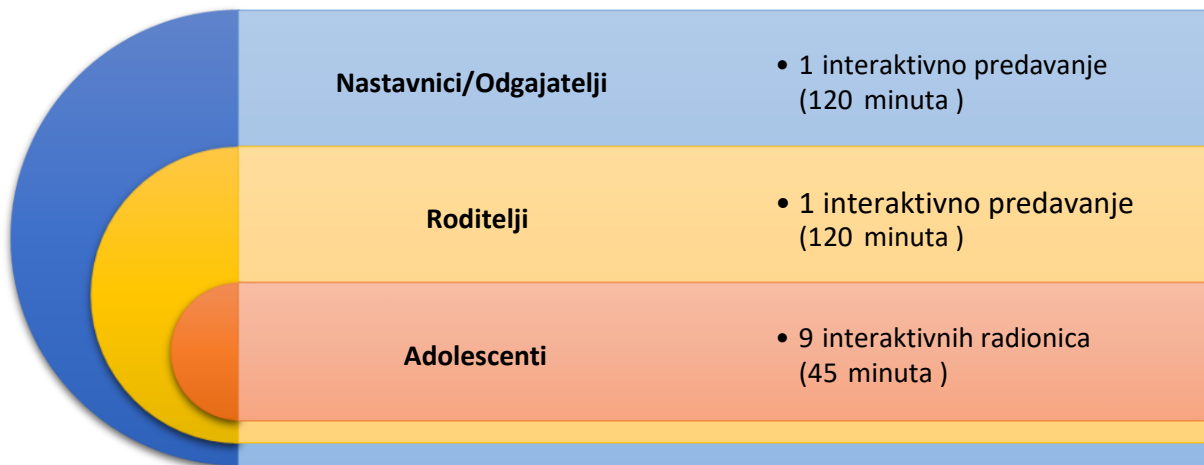 Nastavnici/Odgajatelji
• 1 interaktivno predavanje
(120 minuta )
Roditelji
• 1 interaktivno predavanje
(120 minuta )
Adolescenti
• 9 interaktivnih radionica
(45 minuta )